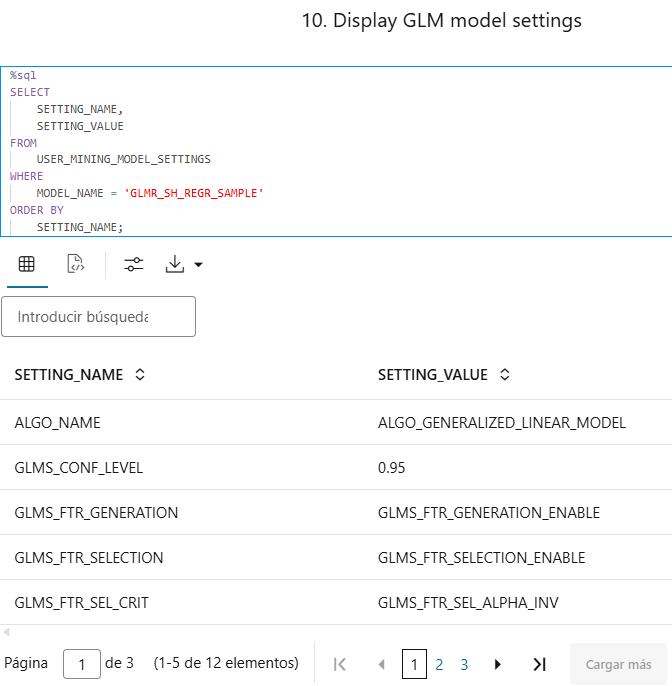 10. Display GLM model settings
%sql
SELECT
SETTING_NAME,
SETTING_VALUE
FROM
USER_MINING_MODEL_SETTINGS
WHERE
MODEL_NAME = 'GLMR_SH_REGR_SAMPLE'
ORDER BY
SETTING_NAME;
Introducir búsqueda
SETTING_NAME SETTING_VALUE
ALGO_NAME ALGO_GENERALIZED_LINEAR_MODEL
GLMS_CONF_LEVEL 0.95
GLMS_FTR_GENERATION GLMS_FTR_GENERATION_ENABLE
GLMS_FTR_SELECTION GLMS_FTR_SELECTION_ENABLE
GLMS_FTR_SEL_CRIT GLMS_FTR_SEL_ALPHA_INV
Página 1 de 3 (1-5 de 12 elementos) 1 2 3 Cargar más